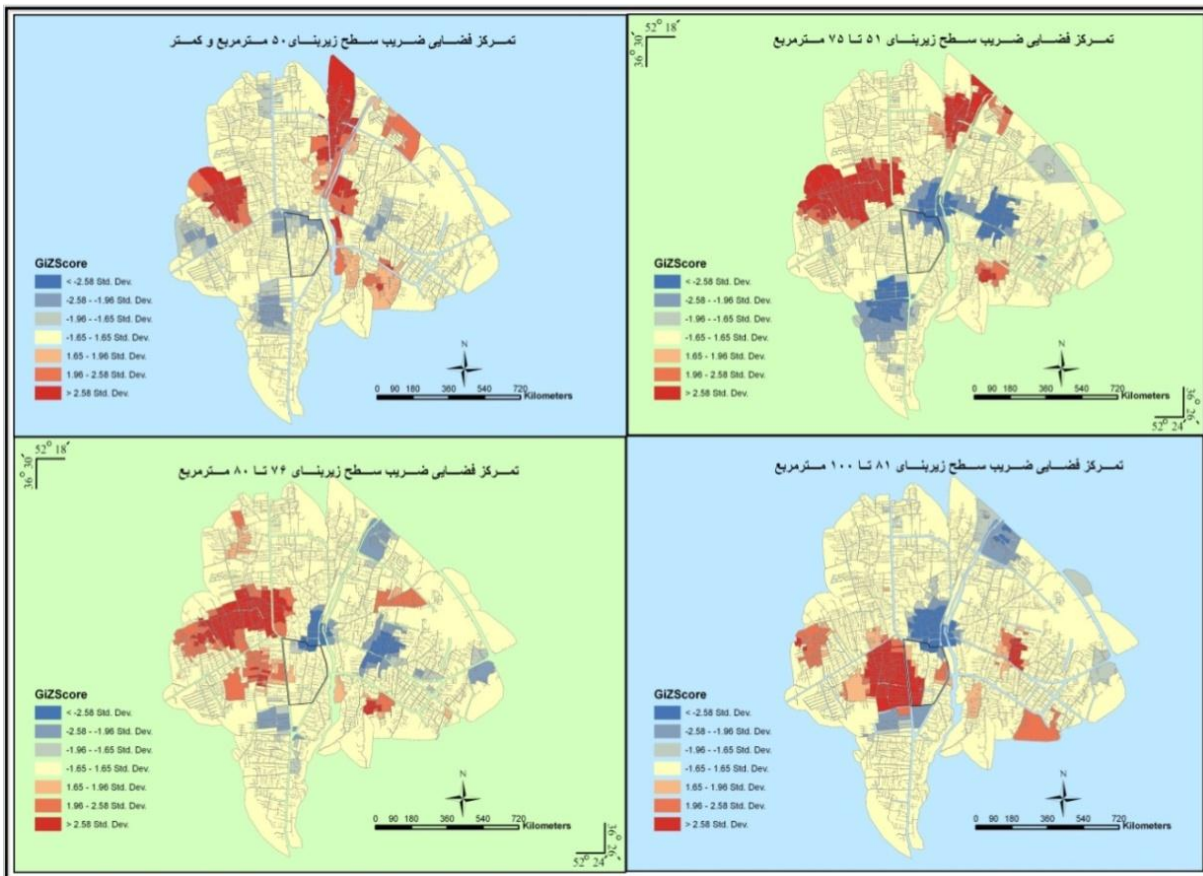 تمرکز فضایی ضریب سطح زیربنای ۵۰ مترمربع و کمتر
GiZScore
< -2.58 Std. Dev.
-2.58 - -1.96 Std. Dev.
-1.96 - -1.65 Std. Dev.
-1.65 - 1.65 Std. Dev.
1.65 - 1.96 Std. Dev.
1.96 - 2.58 Std. Dev.
> 2.58 Std. Dev.
N
0 90 180 360 540 720
Kilometers
52° 18′
36° 30′
تمرکز فضایی ضریب سطح زیربنای ۵۱ تا ۷۵ مترمربع
GiZScore
< -2.58 Std. Dev.
-2.58 - -1.96 Std. Dev.
-1.96 - -1.65 Std. Dev.
-1.65 - 1.65 Std. Dev.
1.65 - 1.96 Std. Dev.
1.96 - 2.58 Std. Dev.
> 2.58 Std. Dev.
N
0 90 180 360 540 720
Kilometers
36° 26′
52° 24′
52° 18′
36° 30′
تمرکز فضایی ضریب سطح زیربنای ۷۶ تا ۸۰ مترمربع
GiZScore
< -2.58 Std. Dev.
-2.58 - -1.96 Std. Dev.
-1.96 - -1.65 Std. Dev.
-1.65 - 1.65 Std. Dev.
1.65 - 1.96 Std. Dev.
1.96 - 2.58 Std. Dev.
> 2.58 Std. Dev.
N
0 90 180 360 540 720
Kilometers
36° 26′
52° 24′
تمرکز فضایی ضریب سطح زیربنای ۸۱ تا ۱۰۰ مترمربع
GiZScore
< -2.58 Std. Dev.
-2.58 - -1.96 Std. Dev.
-1.96 - -1.65 Std. Dev.
-1.65 - 1.65 Std. Dev.
1.65 - 1.96 Std. Dev.
1.96 - 2.58 Std. Dev.
> 2.58 Std. Dev.
N
0 90 180 360 540 720
Kilometers